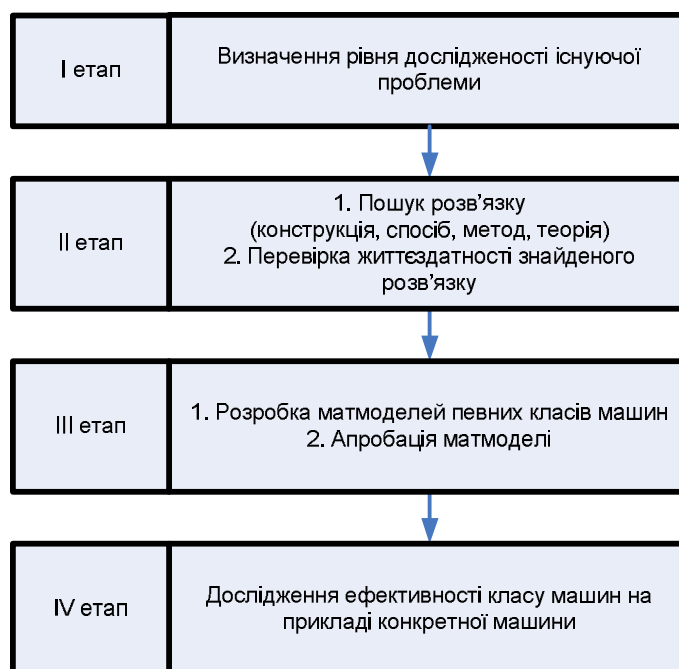 І етап
Визначення рівня дослідженості існуючої
проблеми
ІІ етап
1. Пошук розв'язку
(конструкція, спосіб, метод, теорія)
2. Перевірка життєздатності знайденого
розв'язку
ІІІ етап
1. Розробка матмоделей певних класів машин
2. Апробація матмоделі
IV етап
Дослідження ефективності класу машин на
прикладі конкретної машини